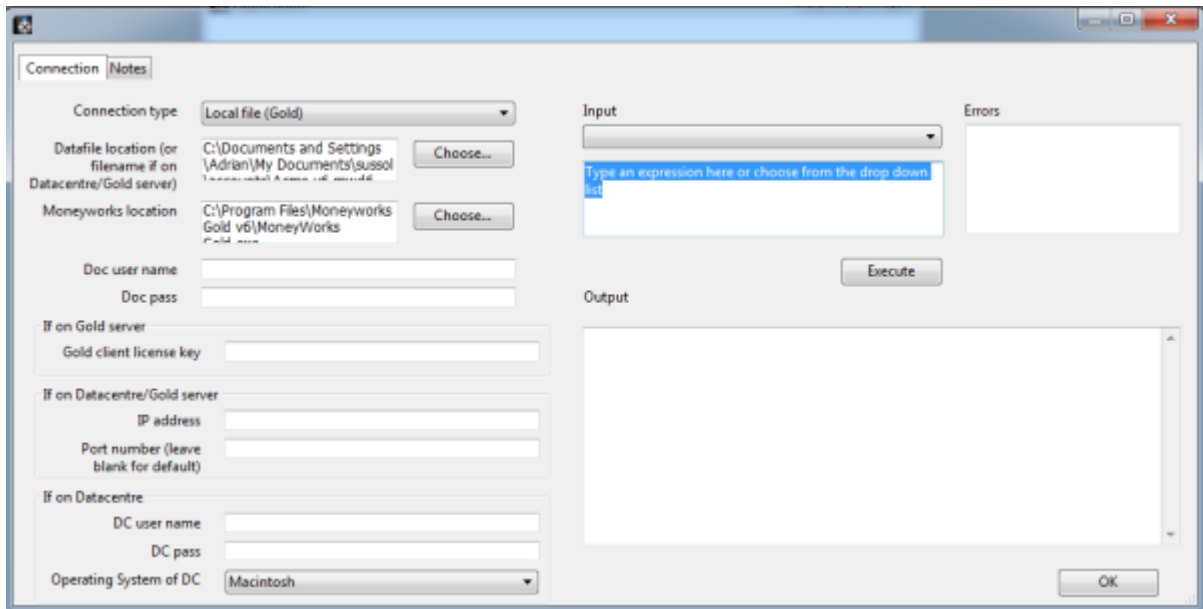 Connection Notes
Connection type
Local file (Gold)
Datafile location (or
filename if on
Datacentre/Gold server)
C:\Documents and Settings
\Adrian\My Documents\sussol
Choose...
Moneyworks location
C:\Program Files\Moneyworks
Gold v6\MoneyWorks
Choose...
Doc user name
Doc pass
If on Gold server
Gold client license key
If on Datacentre/Gold server
IP address
Port number (leave
blank for default)
If on Datacentre
DC user name
DC pass
Operating System of DC
Macintosh
Input
Type an expression here or choose from the drop down
list
Execute
Errors
Output
OK